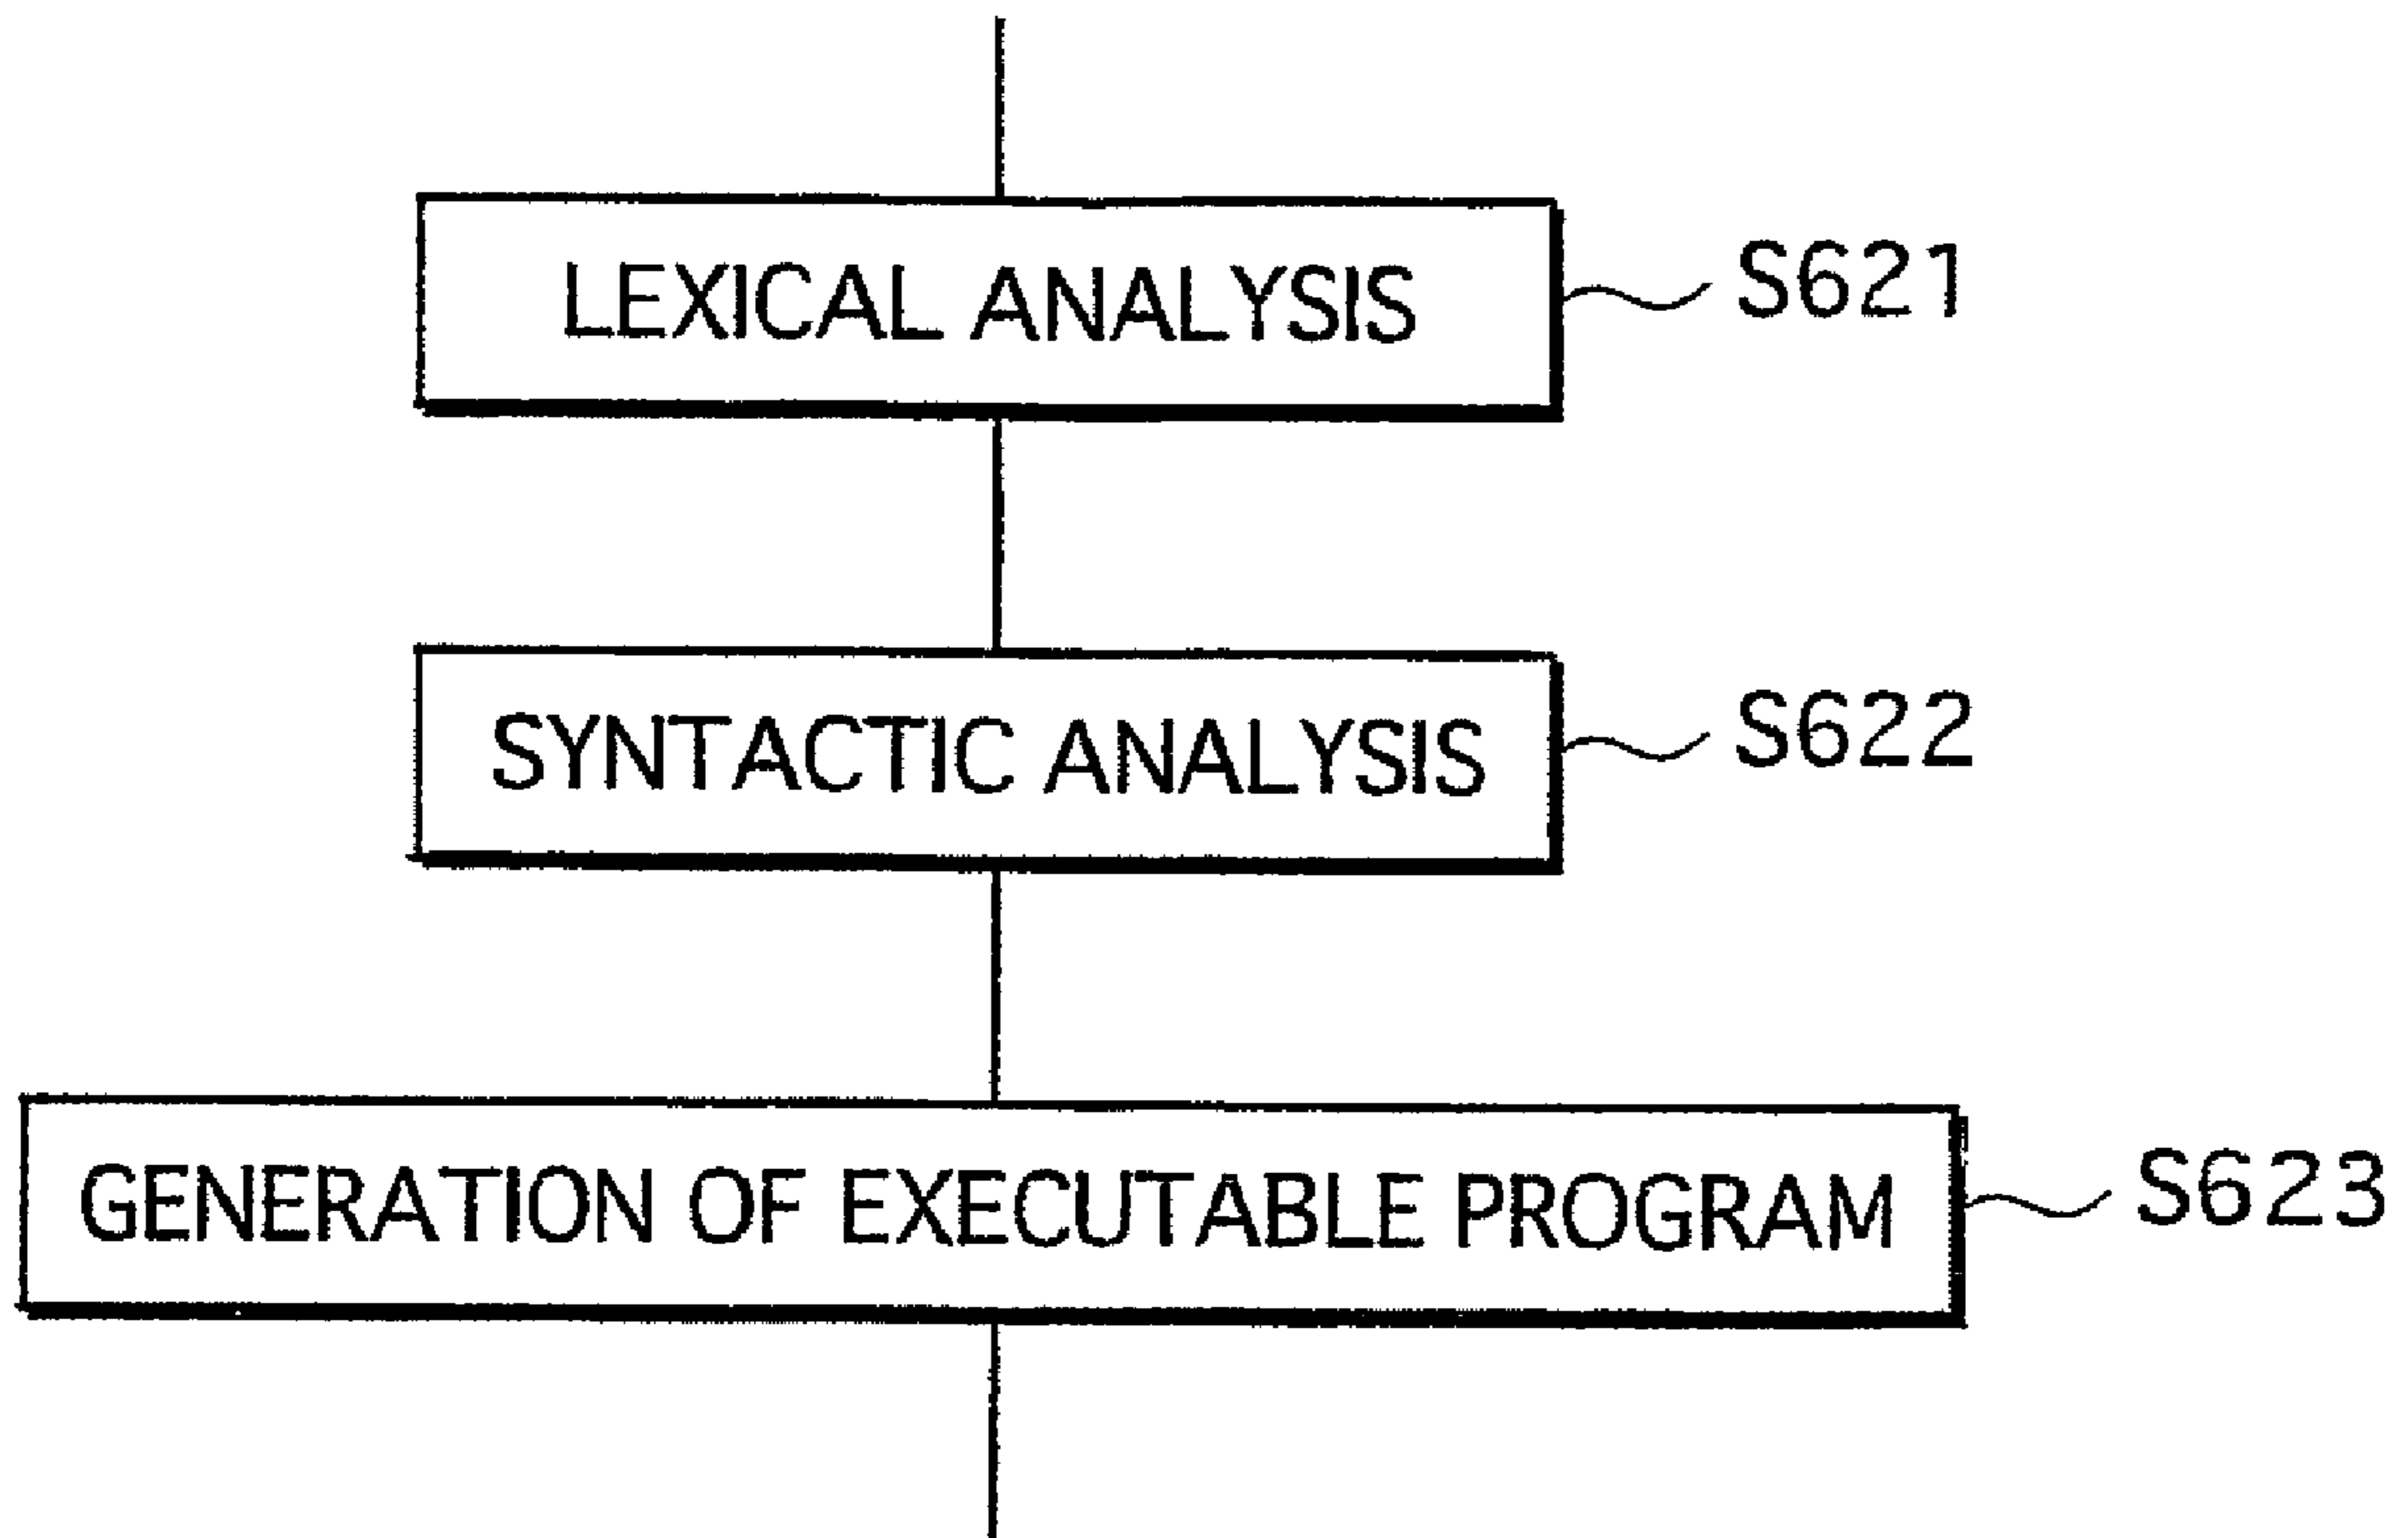 LEXICAL ANALYSIS S621
SYNTACTIC ANALYSIS S622
GENERATION OF EXECUTABLE PROGRAM S623